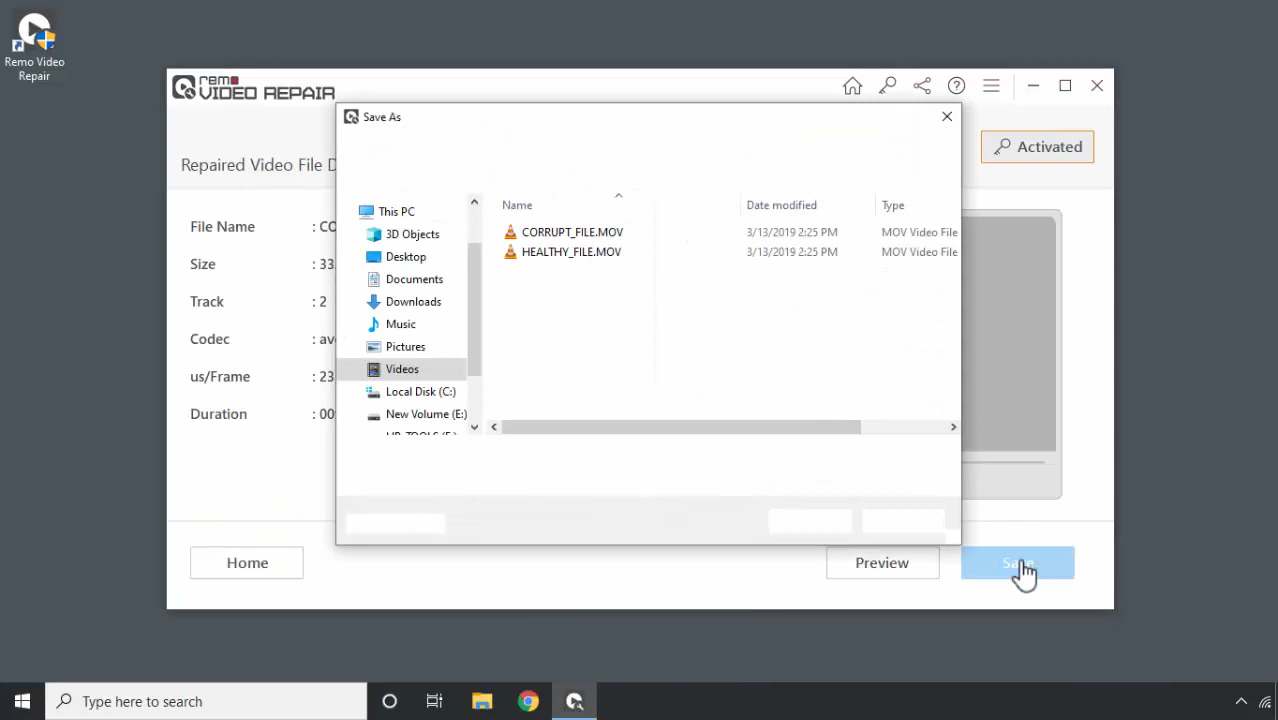 Remo Video
Repair
remo
VIDEO REPAIR
Save As
Activated
Repaired Video File D
This PC
3D Objects
Desktop
Documents
Downloads
Music
Pictures
Videos
Local Disk (C:)
New Volume (E:)
Name
Date modified
Type
CORRUPT_FILE.MOV
3/13/2019 2:25 PM
MOV Video File
HEALTHY_FILE.MOV
3/13/2019 2:25 PM
MOV Video File
File Name : CO
Size : 33
Track : 2
Codec : av
us/Frame : 23
Duration : 00
Home
Preview
Save
Type here to search